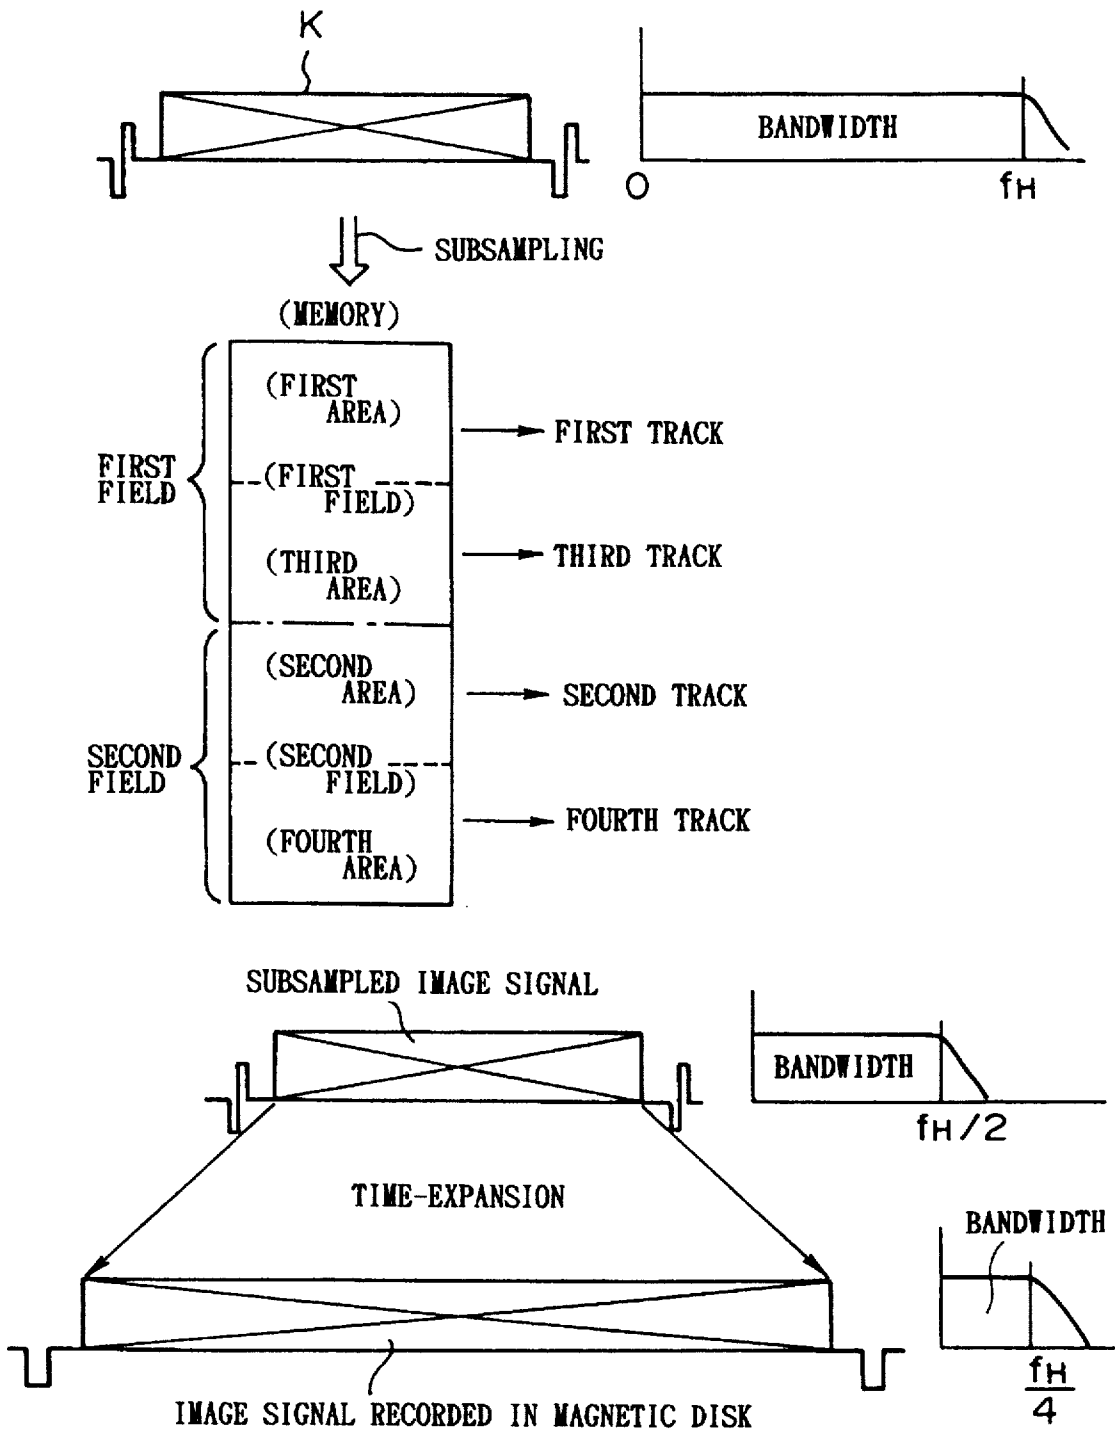 K
BANDWIDTH
O
fH
SUBSAMPLING
(MEMORY)
(FIRST
AREA)
FIRST TRACK
FIRST
FIELD
(FIRST
FIELD)
(THIRD
AREA)
THIRD TRACK
(SECOND
AREA)
SECOND TRACK
SECOND
FIELD
(SECOND
FIELD)
FOURTH TRACK
(FOURTH
AREA)
SUBSAMPLED IMAGE SIGNAL
BANDWIDTH
fH/2
TIME-EXPANSION
BANDWIDTH
fH
4
IMAGE SIGNAL RECORDED IN MAGNETIC DISK